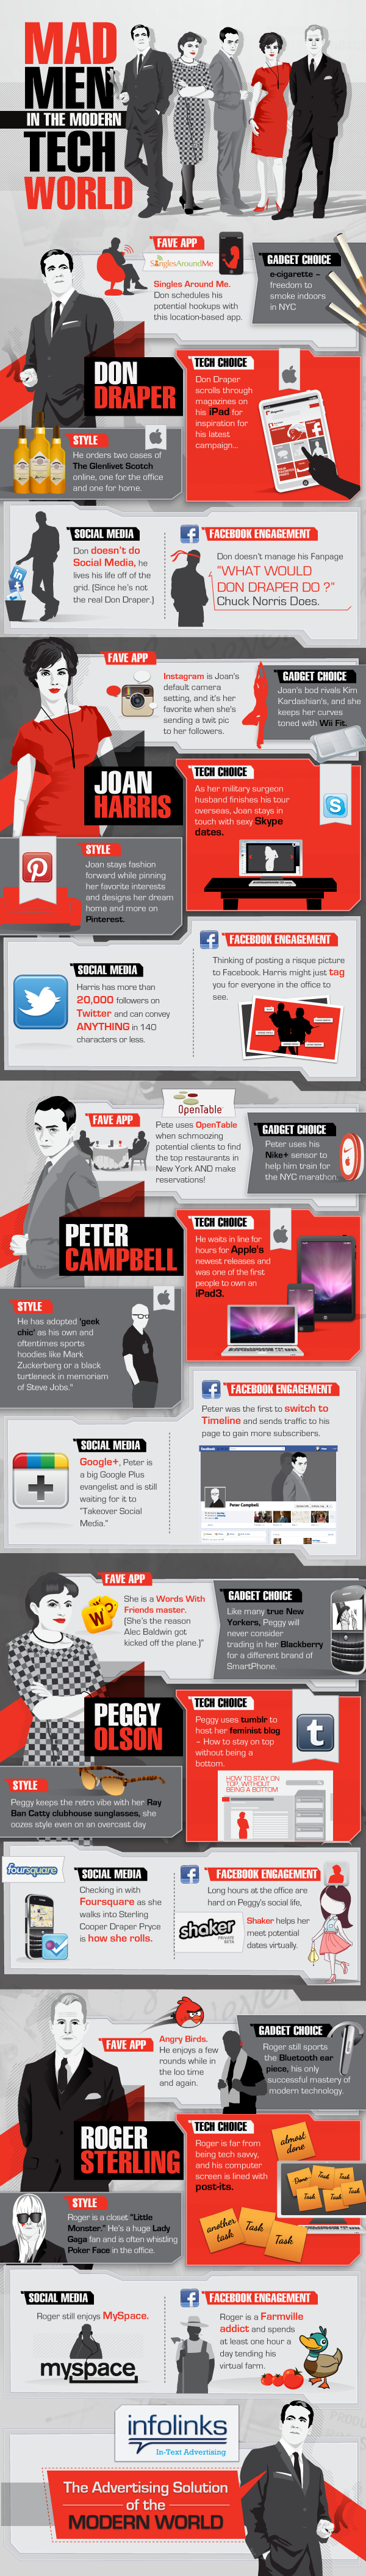 MAD
MEN
IN THE MODERN
TECH
WORLD
FAVE APP
SinglesAroundMe
Singles Around Me.
Don schedules his
potential hookups with
this location-based app.
GADGET CHOICE
e-cigarette –
freedom to
smoke indoors
in NYC
DON
DRAPER
TECH CHOICE
Don Draper
scrolls through
magazines on
his iPad for
inspiration for
his latest
campaign...
STYLE
He orders two cases of
The Glenlivet Scotch
online, one for the office
and one for home.
SOCIAL MEDIA
Don doesn't do
Social Media, he
lives his life off of the
grid. (Since he's not
the real Don Draper.)
FACEBOOK ENGAGEMENT
Don doesn't manage his Fanpage
"WHAT WOULD
DON DRAPER DO ?"
Chuck Norris Does.
FAVE APP
Instagram is Joan's
default camera
setting, and it's her
favorite when she's
sending a twit pic
to her followers.
GADGET CHOICE
Joan's bod rivals Kim
Kardashian's, and she
keeps her curves
toned with Wii Fit.
JOAN
HARRIS
TECH CHOICE
As her military surgeon
husband finishes his tour
overseas, Joan stays in
touch with sexy Skype
dates.
STYLE
Joan stays fashion
forward while pinning
her favorite interests
and designs her dream
home and more on
Pinterest.
SOCIAL MEDIA
Harris has more than
20,000 followers on
Twitter and can convey
ANYTHING in 140
characters or less.
FACEBOOK ENGAGEMENT
Thinking of posting a risque picture
to Facebook. Harris might just tag
you for everyone in the office to
see.
FAVE APP
OpenTable
Pete uses OpenTable
when schmoozing
potential clients to find
the top restaurants in
New York AND make
reservations!
GADGET CHOICE
Peter uses his
Nike+ sensor to
help him train for
the NYC marathon.
PETER
CAMPBELL
TECH CHOICE
He waits in line for
hours for Apple's
newest releases and
was one of the first
people to own an
iPad3.
STYLE
He has adopted 'geek
chic' as his own and
oftentimes sports
hoodies like Mark
Zuckerberg or a black
turtleneck in memoriam
of Steve Jobs."
SOCIAL MEDIA
Google+, Peter is
a big Google Plus
evangelist and is still
waiting for it to
"Takeover Social
Media."
FACEBOOK ENGAGEMENT
Peter was the first to switch to
Timeline and sends traffic to his
page to gain more subscribers.
Peter Campbell
FAVE APP
She is a Words With
Friends master.
(She's the reason
Alec Baldwin got
kicked off the plane.)"
GADGET CHOICE
Like many true New
Yorkers, Peggy will
never consider
trading in her Blackberry
for a different brand of
SmartPhone.
PEGGY
OLSON
TECH CHOICE
Peggy uses tumblr to
host her feminist blog
– How to stay on top
without being a
bottom.
HOW TO STAY ON
TOP, WITHOUT
BEING A BOTTOM
STYLE
Peggy keeps the retro vibe with her Ray
Ban Catty clubhouse sunglasses, she
oozes style even on an overcast day
foursquare
SOCIAL MEDIA
Checking in with
Foursquare as she
walks into Sterling
Cooper Draper Pryce
is how she rolls.
FACEBOOK ENGAGEMENT
Long hours at the office are
hard on Peggy's social life,
shaker
PRIVATE
BETA
Shaker helps her
meet potential
dates virtually.
FAVE APP
Angry Birds.
He enjoys a few
rounds while in
the loo time
and again.
GADGET CHOICE
Roger still sports
the Bluetooth ear
piece, his only
successful mastery of
modern technology.
ROGER
STERLING
TECH CHOICE
Roger is far from
being tech savvy,
and his computer
screen is lined with
post-its.
almost
done
Task
Task
Task
Task
Task
another
task
Task
Task
STYLE
Roger is a closet "Little
Monster." He's a huge Lady
Gaga fan and is often whistling
Poker Face in the office.
SOCIAL MEDIA
Roger still enjoys MySpace.
myspace
FACEBOOK ENGAGEMENT
Roger is a Farmville
addict and spends
at least one hour a
day tending his
virtual farm.
infolinks
In-Text Advertising
The Advertising Solution
of the
MODERN WORLD